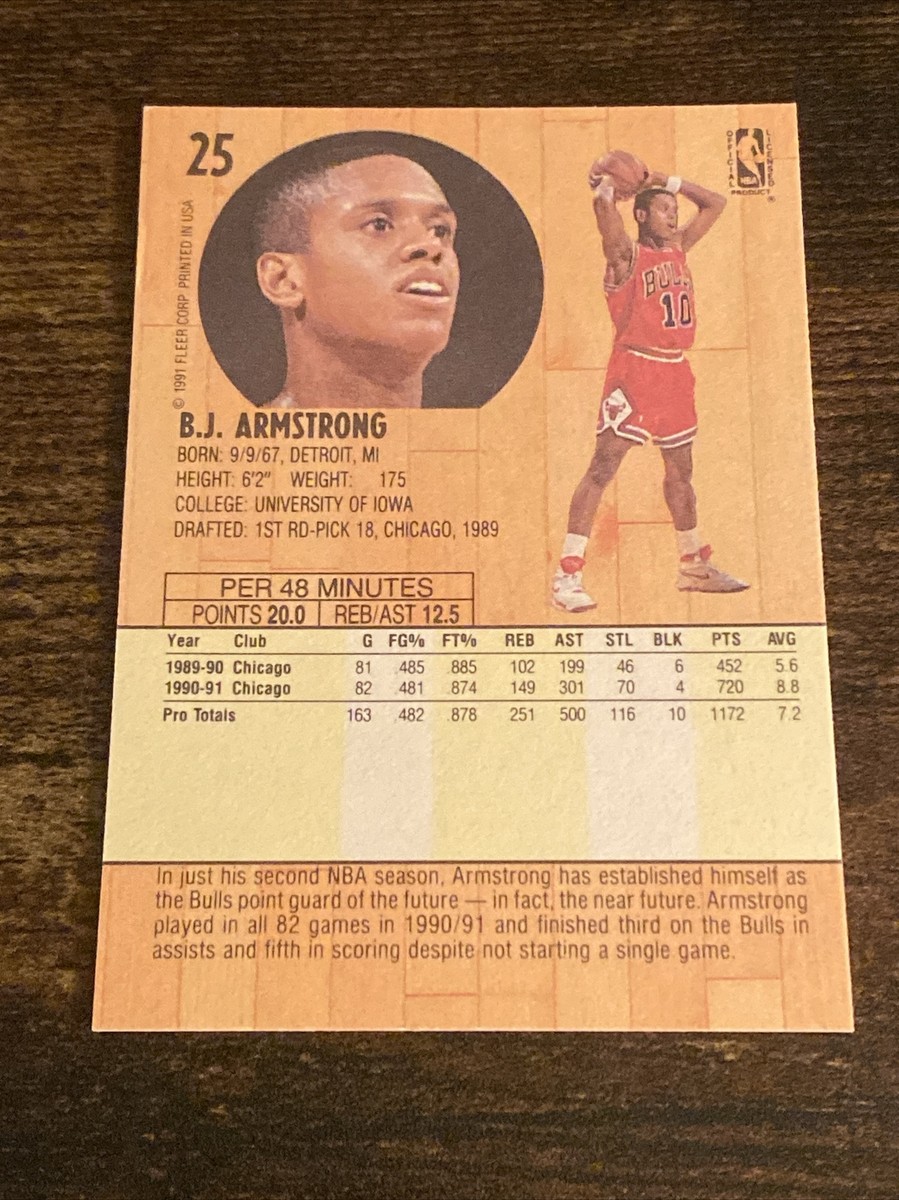 25
OFFICIAL LICENSED
NBA
PRODUCT ®
© 1991 FLEER CORP PRINTED IN USA
BULLS
10
B.J. ARMSTRONG
BORN: 9/9/67, DETROIT, MI
HEIGHT: 6'2" WEIGHT: 175
COLLEGE: UNIVERSITY OF IOWA
DRAFTED: 1ST RD-PICK 18, CHICAGO, 1989
PER 48 MINUTES
POINTS 20.0 REB/AST 12.5
Year Club G FG% FT% REB AST STL BLK PTS AVG
1989-90 Chicago 81 .485 .885 102 199 46 6 452 5.6
1990-91 Chicago 82 .481 .874 149 301 70 4 720 8.8
Pro Totals 163 .482 .878 251 500 116 10 1172 7.2
In just his second NBA season, Armstrong has established himself as
the Bulls point guard of the future — in fact, the near future. Armstrong
played in all 82 games in 1990/91 and finished third on the Bulls in
assists and fifth in scoring despite not starting a single game.